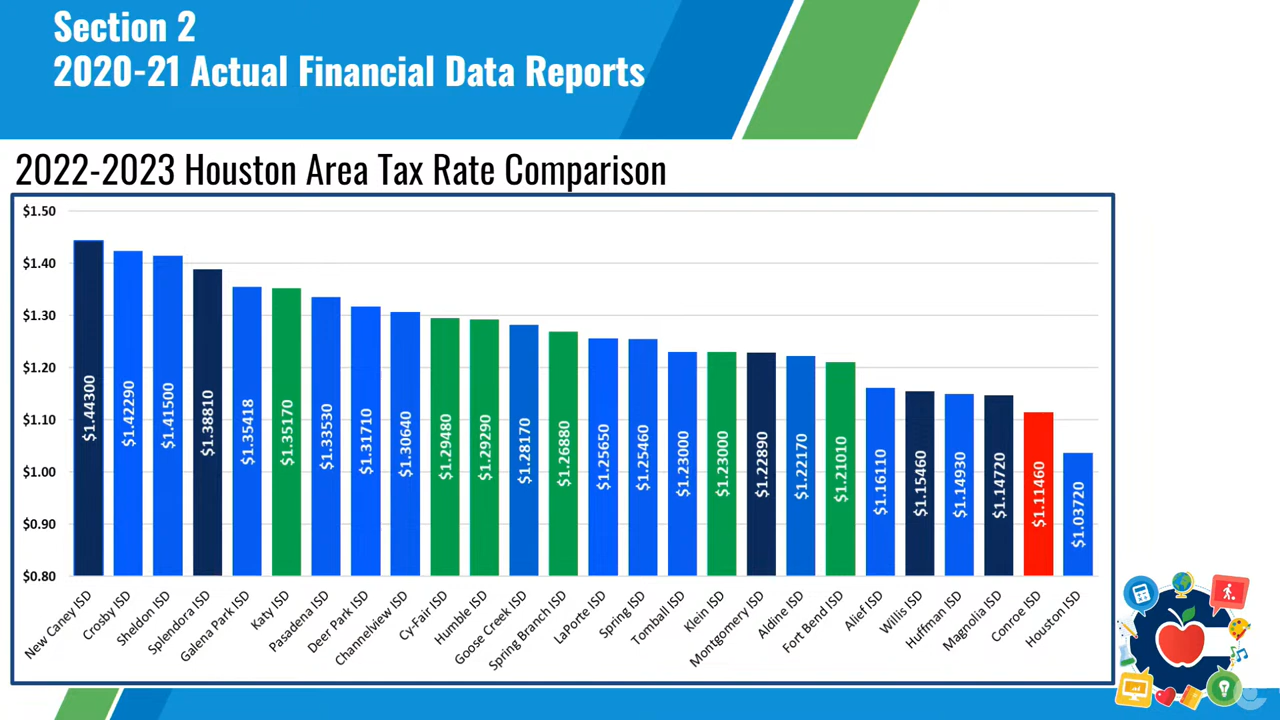 Section 2
2020-21 Actual Financial Data Reports
2022-2023 Houston Area Tax Rate Comparison
$1.50
$1.40
$1.30
$1.20
$1.10
$1.00
$0.90
$0.80
$1.44300
$1.42290
$1.41500
$1.38810
$1.35418
$1.35170
$1.33530
$1.31710
$1.30640
$1.29480
$1.29290
$1.28170
$1.26880
$1.25650
$1.25460
$1.23000
$1.23000
$1.22890
$1.22170
$1.21010
$1.16110
$1.15460
$1.14930
$1.14720
$1.11460
$1.03720
New Caney ISD
Crosby ISD
Sheldon ISD
Splendora ISD
Galena Park ISD
Katy ISD
Pasadena ISD
Deer Park ISD
Channelview ISD
Cy-Fair ISD
Humble ISD
Goose Creek ISD
Spring Branch ISD
LaPorte ISD
Spring ISD
Tomball ISD
Klein ISD
Montgomery ISD
Aldine ISD
Fort Bend ISD
Alief ISD
Willis ISD
Huffman ISD
Magnolia ISD
Conroe ISD
Houston ISD